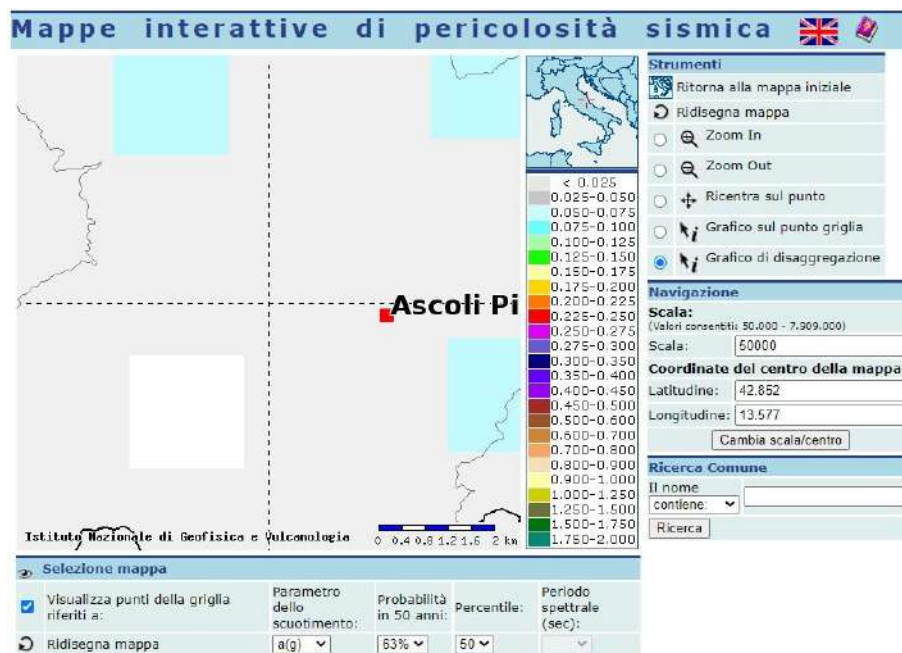 Mappe interattive di pericolosità sismica
Strumenti
Ritorna alla mappa iniziale
Ridisegna mappa
Zoom In
Zoom Out
Ricentra sul punto
Grafico sul punto griglia
Grafico di disaggregazione
Navigazione
Scala:
(Valori consentiti: 50.000 - 7.909.000)
Scala: 50000
Coordinate del centro della mappa
Latitudine: 42.852
Longitudine: 13.577
Cambia scala/centro
Ricerca Comune
Il nome
contiene:
Ricerca
Ascoli Pi
< 0.025
0.025-0.050
0.050-0.075
0.075-0.100
0.100-0.125
0.125-0.150
0.150-0.175
0.175-0.200
0.200-0.225
0.225-0.250
0.250-0.275
0.275-0.300
0.300-0.350
0.350-0.400
0.400-0.450
0.450-0.500
0.500-0.600
0.600-0.700
0.700-0.800
0.800-0.900
0.900-1.000
1.000-1.250
1.250-1.500
1.500-1.750
1.750-2.000
Istituto Nazionale di Geofisica e Vulcanologia
0 0.4 0.8 1.2 1.6 2 km
Selezione mappa
Visualizza punti della griglia
riferiti a:
Parametro
dello
scuotimento:
Probabilità
in 50 anni:
Percentile:
Periodo
spettrale
(sec):
Ridisegna mappa
a(g)
63%
50